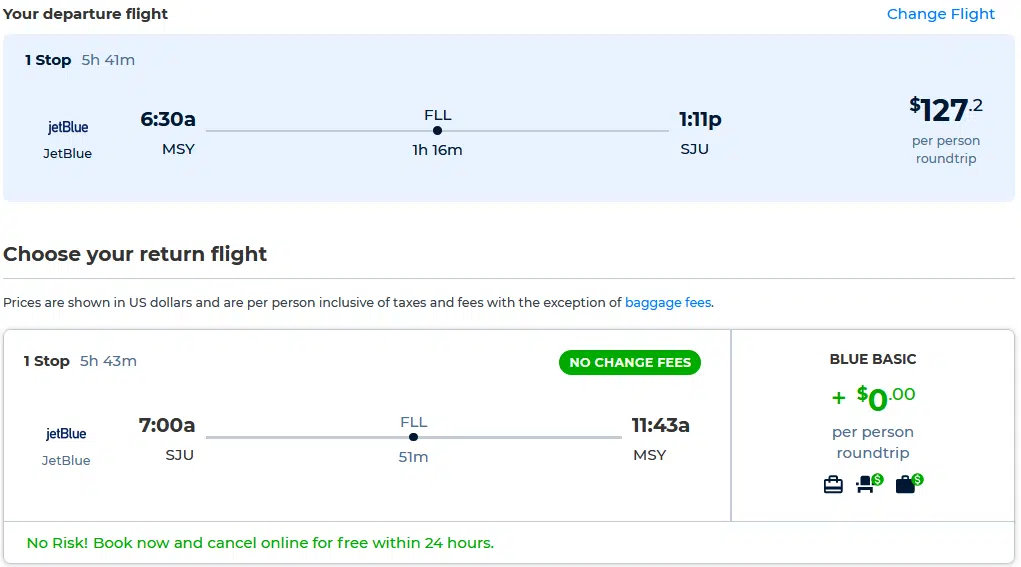 Your departure flight Change Flight
1 Stop 5h 41m
jetBlue
JetBlue
6:30a FLL 1:11p
MSY 1h 16m SJU
$127.2
per person
roundtrip
Choose your return flight
Prices are shown in US dollars and are per person inclusive of taxes and fees with the exception of baggage fees.
1 Stop 5h 43m NO CHANGE FEES
jetBlue
JetBlue
7:00a FLL 11:43a
SJU 51m MSY
BLUE BASIC
+ $0.00
per person
roundtrip
$ $
No Risk! Book now and cancel online for free within 24 hours.